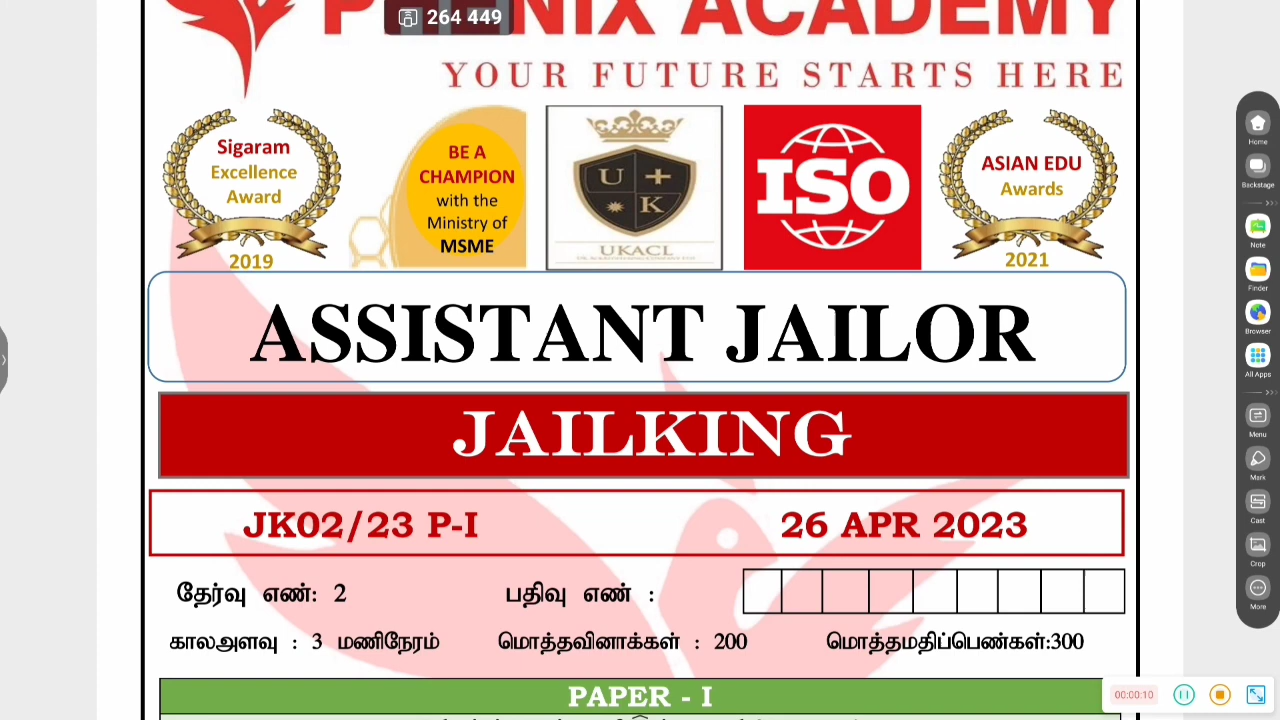 264 449
ACADEMY
YOUR FUTURE STARTS HERE
Sigaram
Excellence
Award
2019
BE A
CHAMPION
with the
Ministry of
MSME
U K
UKACL
ISO
ASIAN EDU
Awards
2021
ASSISTANT JAILOR
JAILKING
JK02/23 P-I 26 APR 2023
தேர்வு எண்: 2 பதிவு எண் :
காலஅளவு : 3 மணிநேரம் மொத்தவினாக்கள் : 200 மொத்தமதிப்பெண்கள்:300
PAPER - I
Home
Backstage
Note
Finder
Browser
All Apps
Menu
Mark
Cast
Crop
More
00:00:10